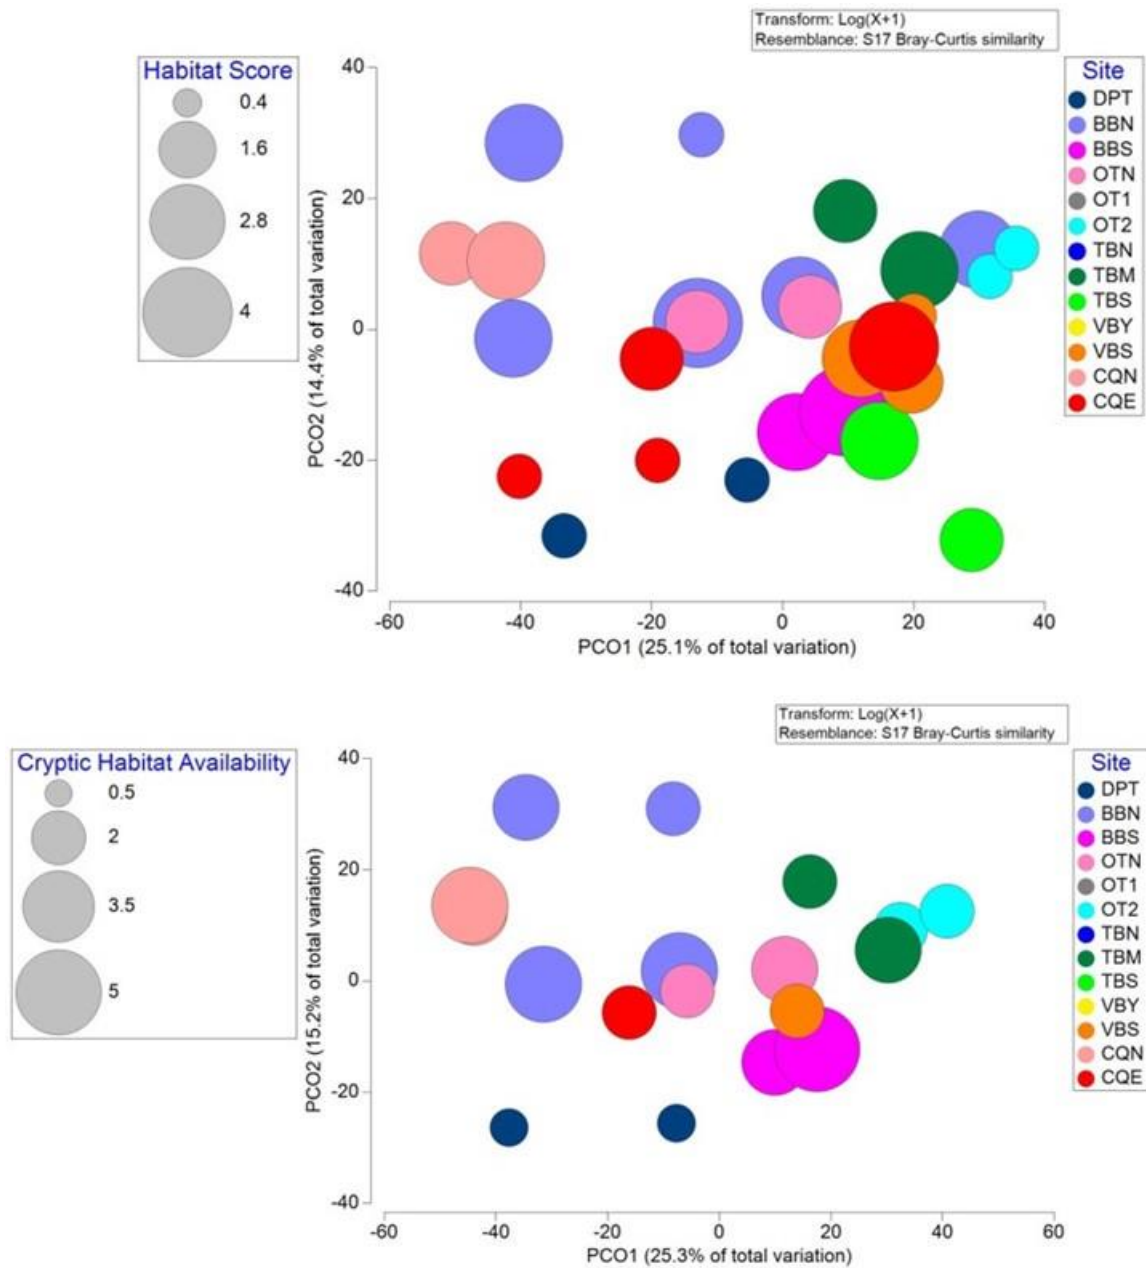 Transform: Log(X+1)
Resemblance: S17 Bray-Curtis similarity
Habitat Score
0.4
1.6
2.8
4
Site
DPT
BBN
BBS
OTN
OT1
OT2
TBN
TBM
TBS
VBY
VBS
CQN
CQE
40
20
0
-20
-40
PCO2 (14.4% of total variation)
-60
-40
-20
0
20
40
PCO1 (25.1% of total variation)
Transform: Log(X+1)
Resemblance: S17 Bray-Curtis similarity
Cryptic Habitat Availability
0.5
2
3.5
5
Site
DPT
BBN
BBS
OTN
OT1
OT2
TBN
TBM
TBS
VBY
VBS
CQN
CQE
40
20
0
-20
-40
PCO2 (15.2% of total variation)
-60
-40
-20
0
20
40
60
PCO1 (25.3% of total variation)